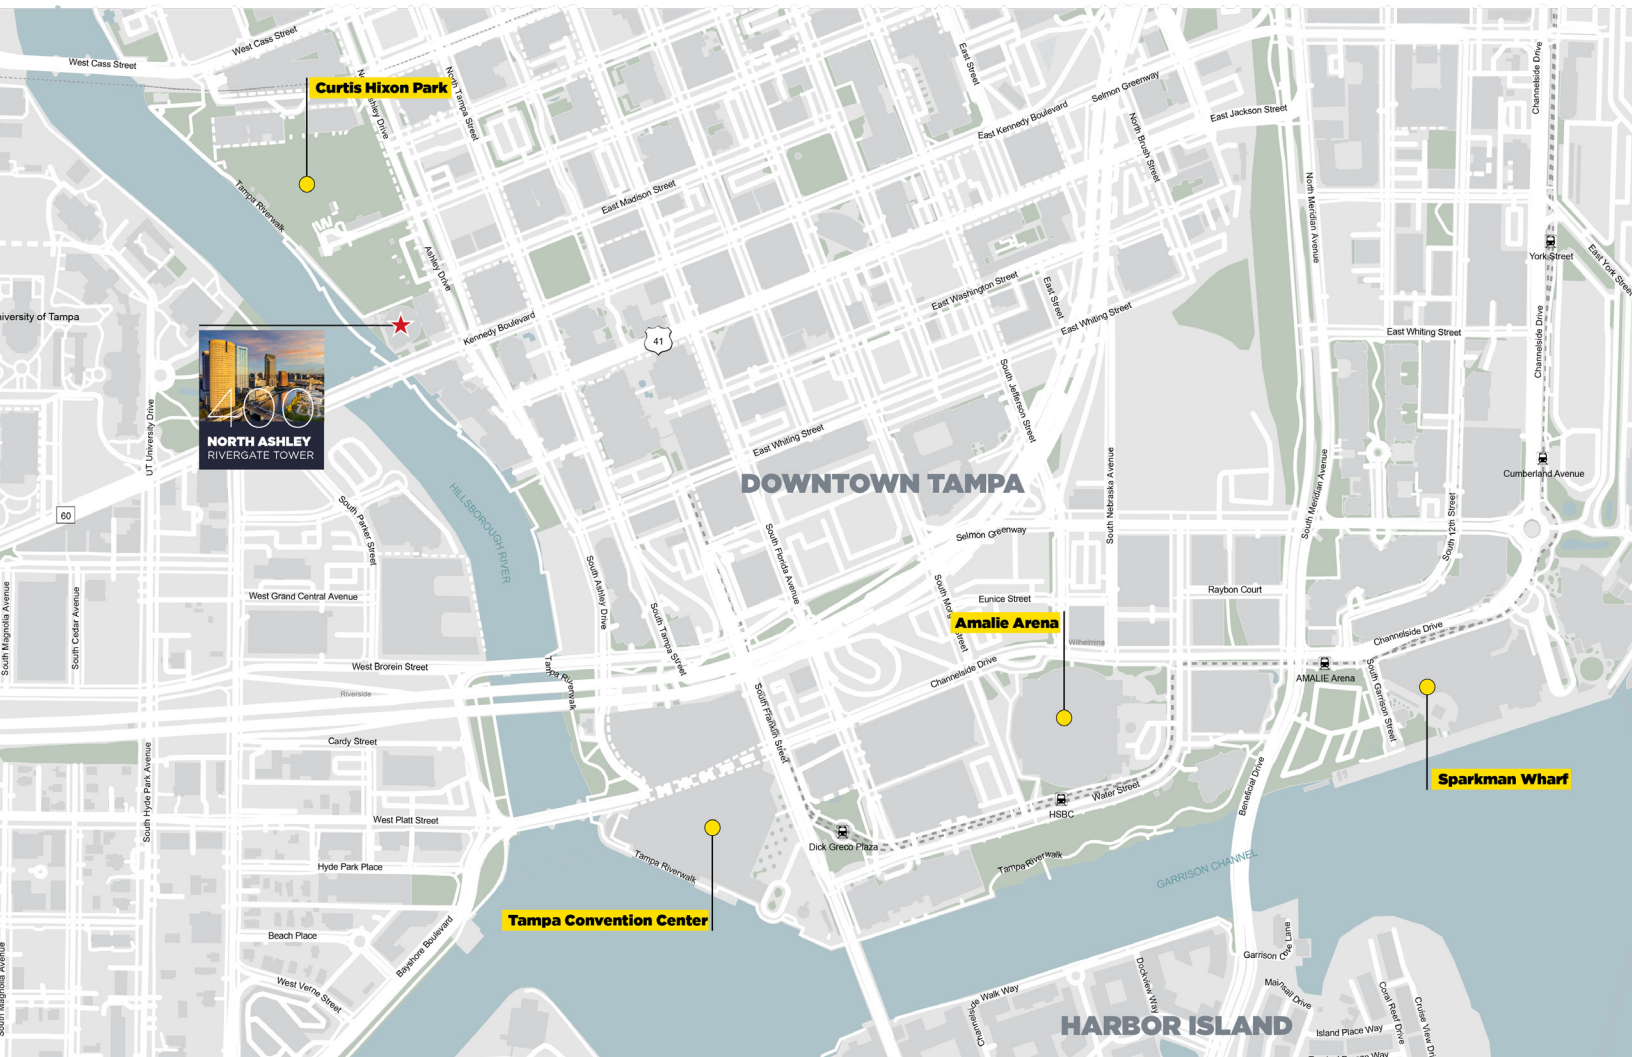 West Cass Street
West Cass Street
Curtis Hixon Park
North Tampa Street
East Street
Selmon Greenway
Channelside Drive
East Kennedy Boulevard
East Jackson Street
North Brush Street
East Madison Street
Tampa Riverwalk
North Meridian Avenue
York Street
East York Street
Ashley Drive
East Washington Street
East Street
iversity of Tampa
Kennedy Boulevard
41
East Whiting Street
East Whiting Street
Channelside Drive
400
NORTH ASHLEY
RIVERGATE TOWER
UT University Drive
South Jefferson Street
East Whiting Street
DOWNTOWN TAMPA
South Nebraska Avenue
South Meridian Avenue
Cumberland Avenue
60
South Parker Street
HILLSBOROUGH RIVER
South Florida Avenue
Selmon Greenway
South 12th Street
South Magnolia Avenue
South Cedar Avenue
West Grand Central Avenue
South Ashley Drive
South Tampa Street
Eunice Street
Raybon Court
Amalie Arena
Wilhelmina
Channelside Drive
West Brorein Street
Tampa Riverwalk
Channelside Drive
AMALIE Arena
South Garrison Street
Riverside
South Franklin Street
Cardy Street
South Hyde Park Avenue
Beneficial Drive
Sparkman Wharf
Water Street
HSBC
West Platt Street
Dick Greco Plaza
Hyde Park Place
Tampa Riverwalk
Tampa Riverwalk
GARRISON CHANNEL
Tampa Convention Center
Beach Place
Bayshore Boulevard
Garrison Cove Lane
West Verne Street
South Magnolia Avenue
Dockview Way
Mainsail Drive
Coral Reef Drive
Cruise View Dri
HARBOR ISLAND
Island Place Way